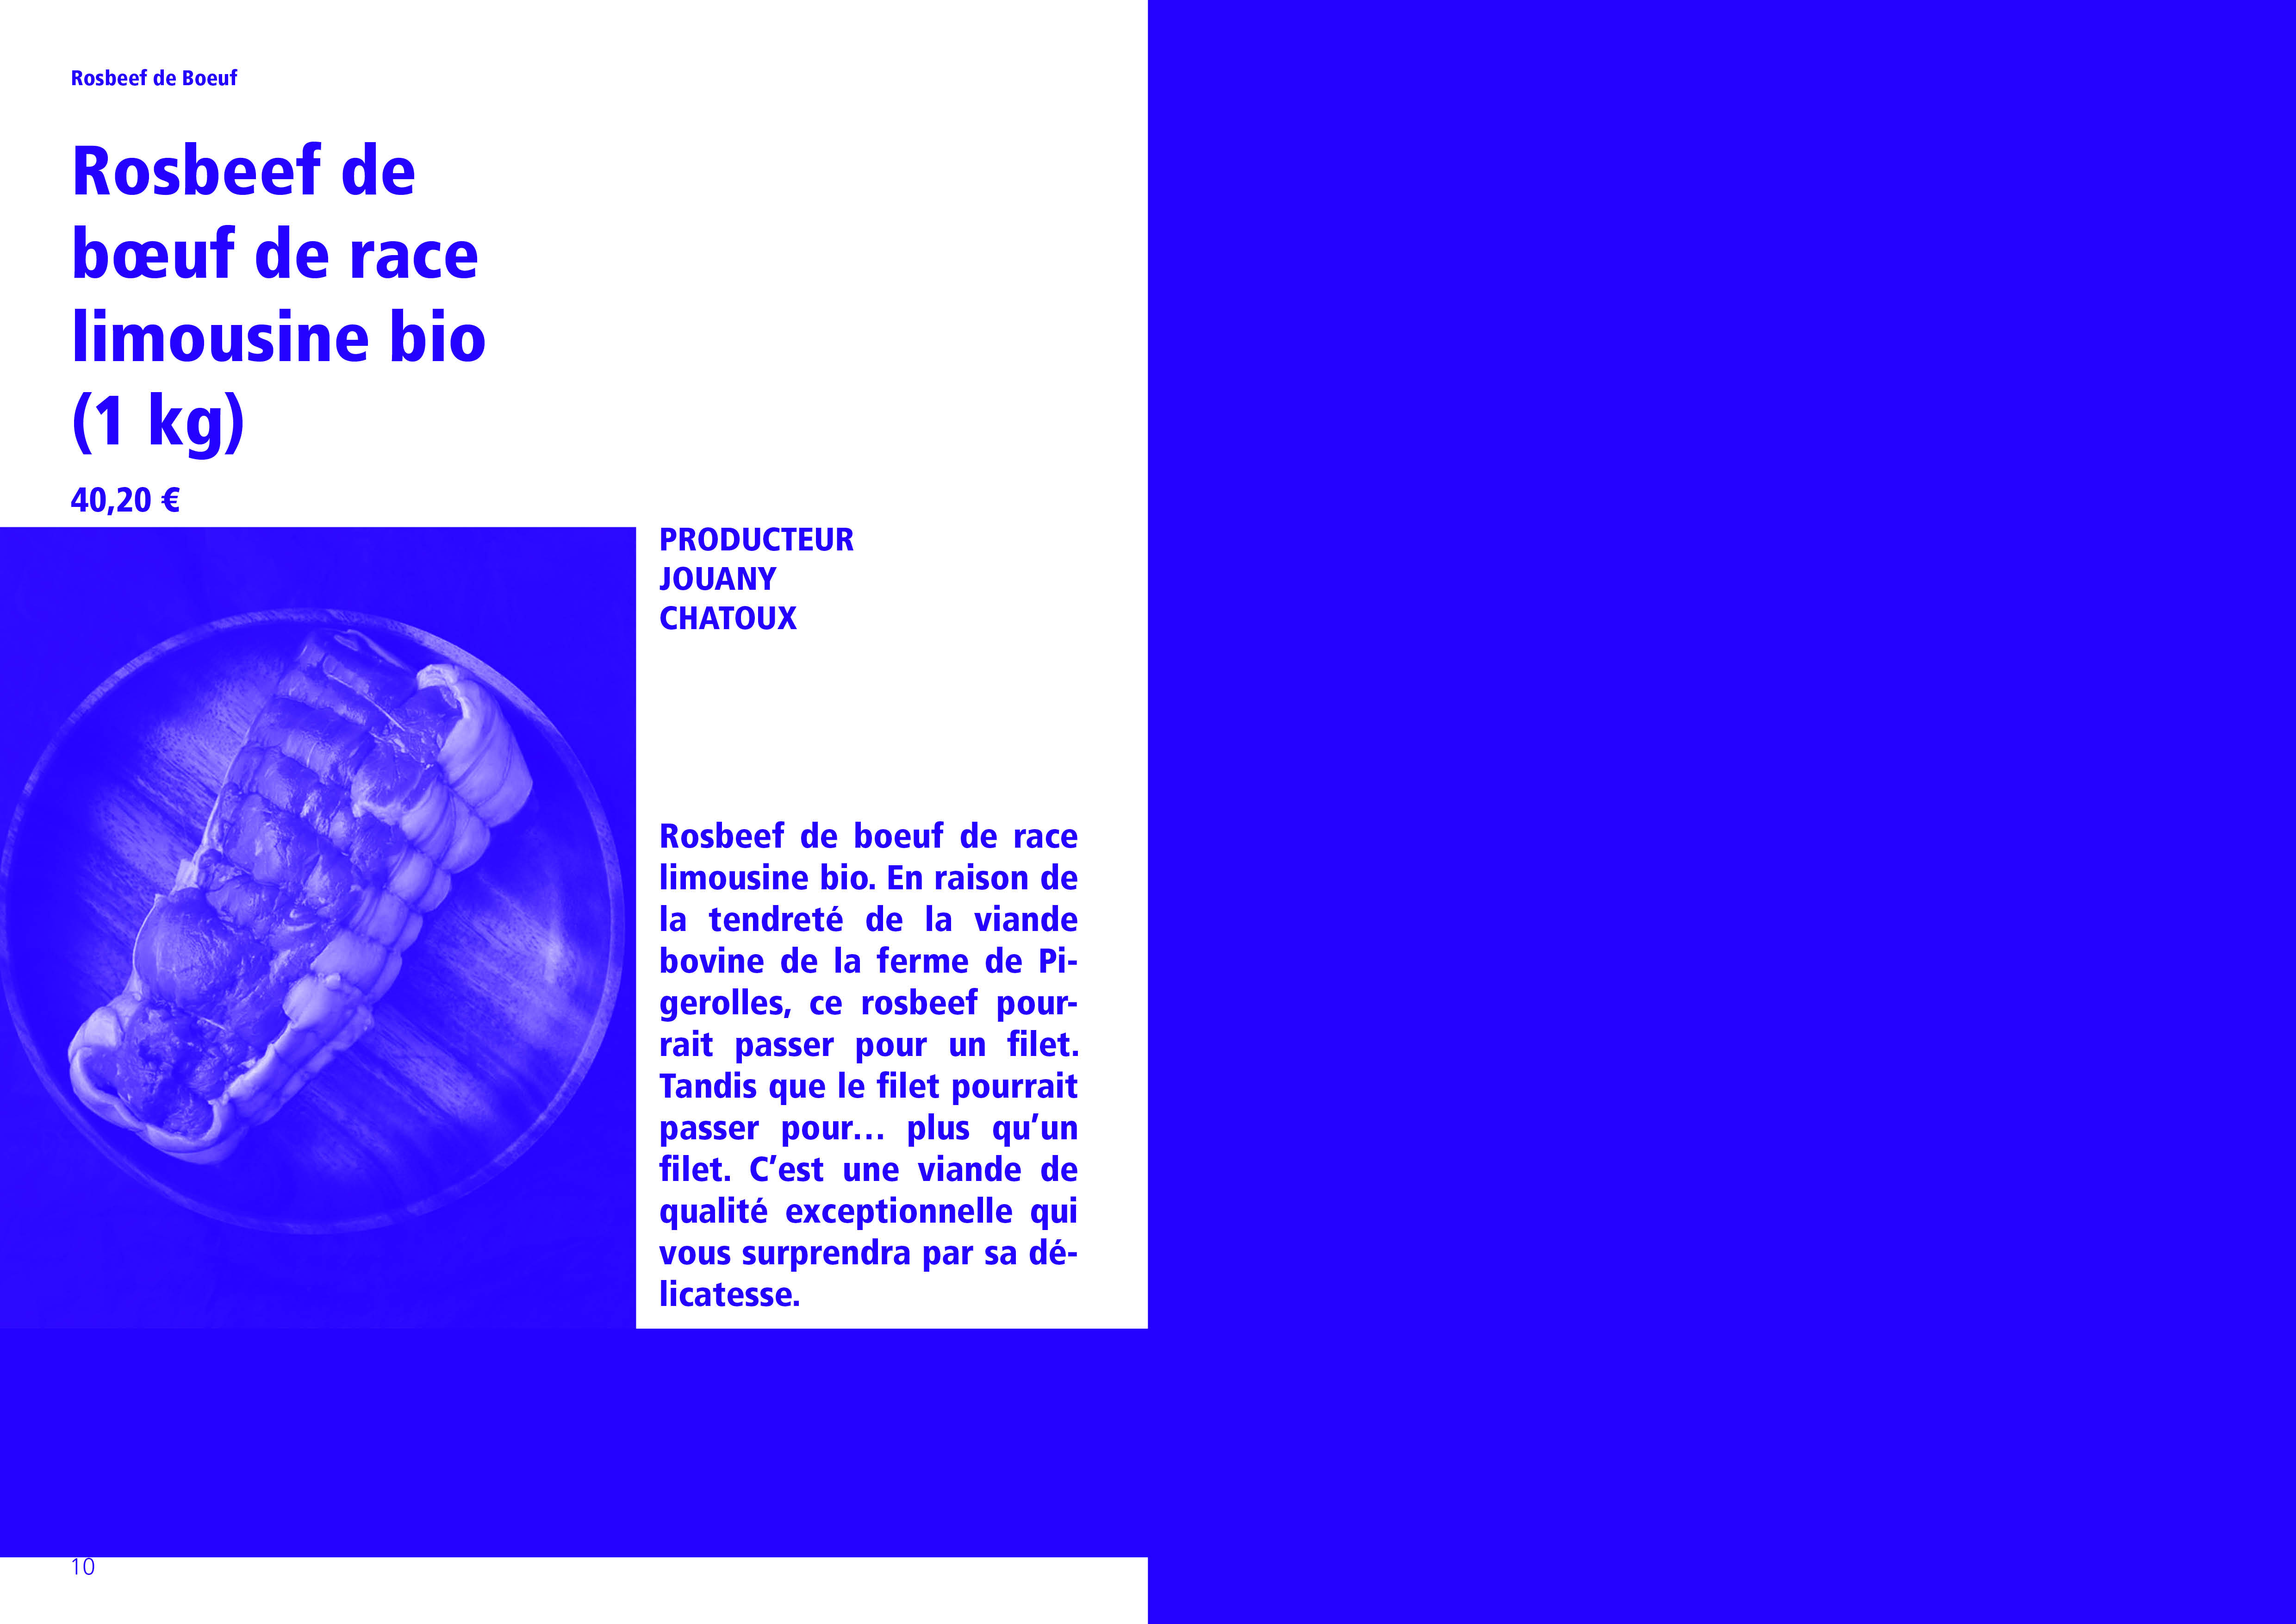 Rosbeef de Boeuf
Rosbeef de
bœuf de race
limousine bio
(1 kg)
40,20 €
PRODUCTEUR
JOUANY
CHATOUX
Rosbeef de boeuf de race
limousine bio. En raison de
la tendreté de la viande
bovine de la ferme de Pi-
gerolles, ce rosbeef pour-
rait passer pour un filet.
Tandis que le filet pourrait
passer pour… plus qu’un
filet. C’est une viande de
qualité exceptionnelle qui
vous surprendra par sa dé-
licatesse.
10